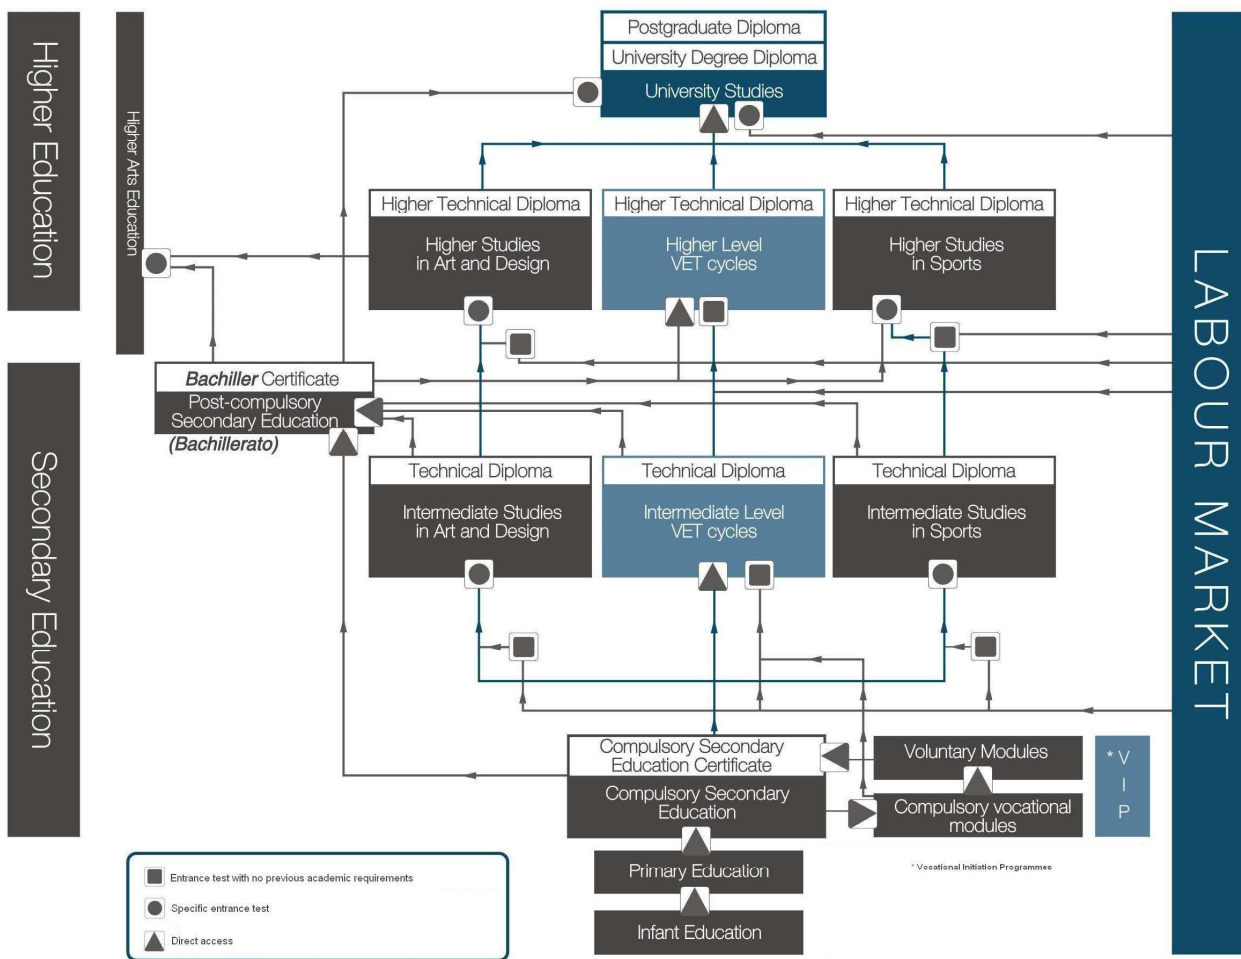 Higher Education
Secondary Education
Higher Arts Education
Postgraduate Diploma
University Degree Diploma
University Studies
Higher Technical Diploma
Higher Studies
in Art and Design
Higher Technical Diploma
Higher Level
VET cycles
Higher Technical Diploma
Higher Studies
in Sports
Bachiller Certificate
Post-compulsory
Secondary Education
(Bachillerato)
Technical Diploma
Intermediate Studies
in Art and Design
Technical Diploma
Intermediate Level
VET cycles
Technical Diploma
Intermediate Studies
in Sports
Compulsory Secondary
Education Certificate
Compulsory Secondary
Education
Voluntary Modules
Compulsory vocational
modules
* V
I
P
Primary Education
Infant Education
* Vocational Initiation Programmes
Entrance test with no previous academic requirements
Specific entrance test
Direct access
LABOUR MARKET